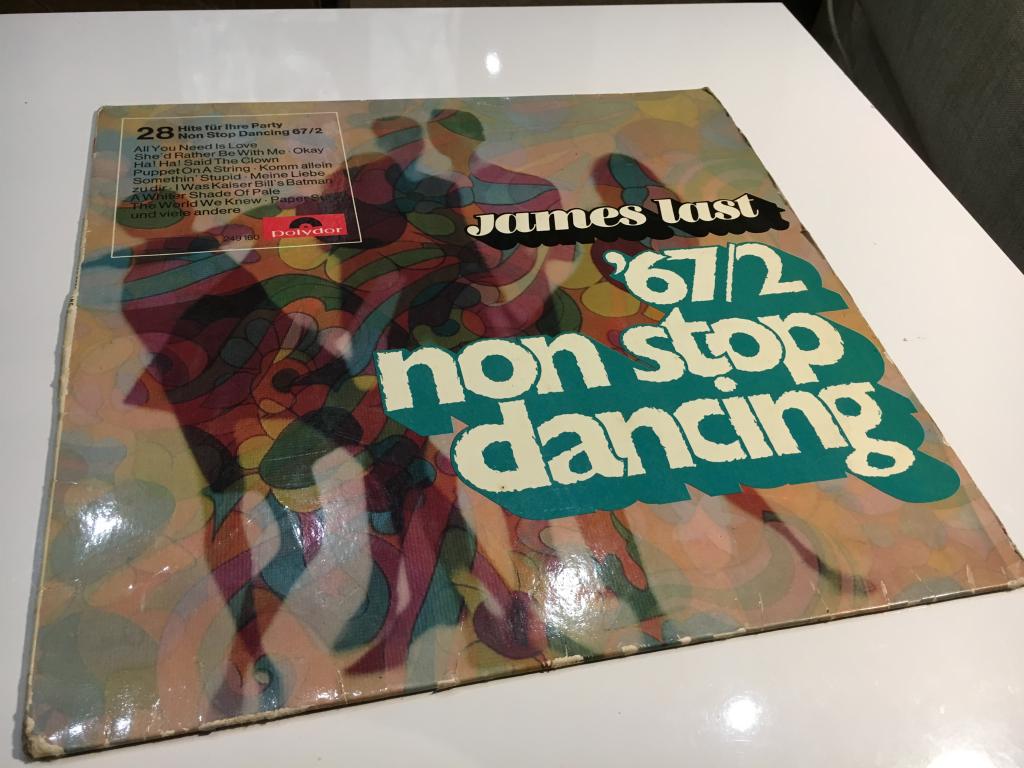 28 Hits für Ihre Party
Non Stop Dancing 67/2
All You Need Is Love
She'd Rather Be With Me · Okay
Ha! Ha! Said The Clown
Puppet On A String · Komm allein
Somethin' Stupid · Meine Liebe
zu dir · I Was Kaiser Bill's Batman
A Whiter Shade Of Pale
The World We Knew · Paper
und viele andere
249 160
Polydor
james last
'67/2
non stop
dancing